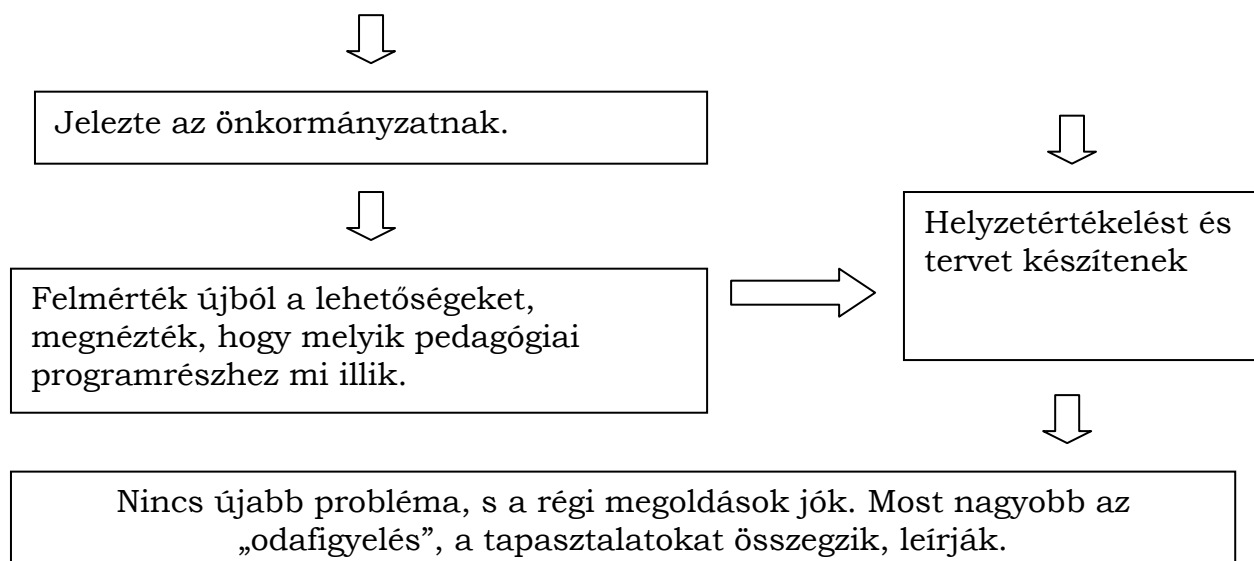 Jelezte az önkormányzatnak.
Helyzetértékelést és
tervet készítenek
Felmérték újból a lehetőségeket,
megnézték, hogy melyik pedagógiai
programrészhez mi illik.
Nincs újabb probléma, s a régi megoldások jók. Most nagyobb az
„odafigyelés”, a tapasztalatokat összegzik, leírják.